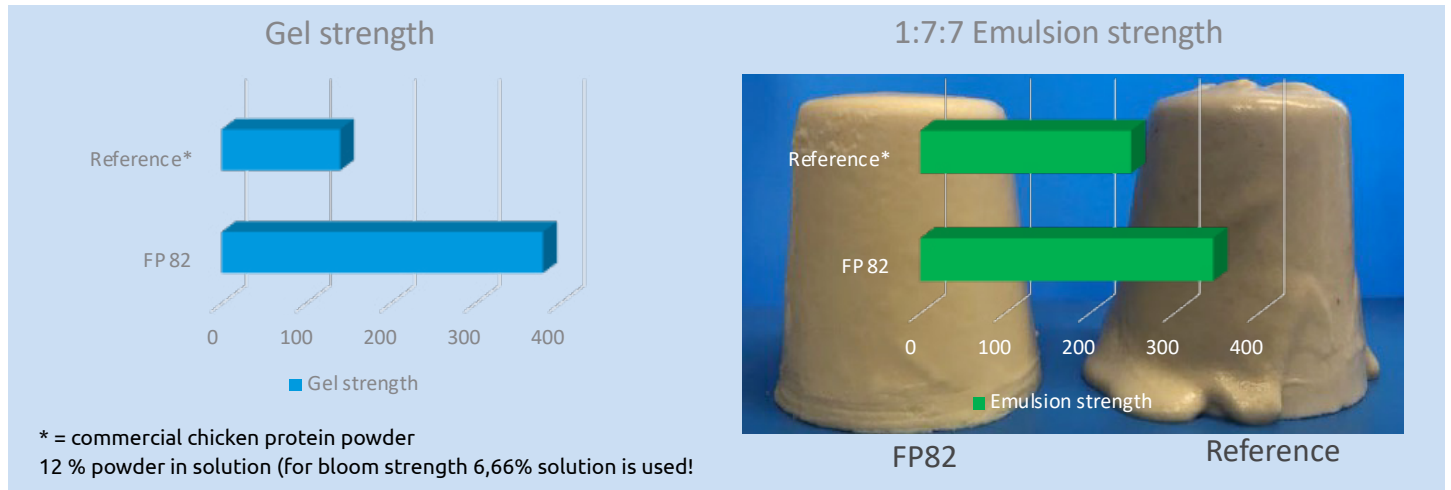 Gel strength
Reference*
FP 82
0 100 200 300 400
Gel strength
* = commercial chicken protein powder
12 % powder in solution (for bloom strength 6,66% solution is used!
1:7:7 Emulsion strength
Reference*
FP 82
0 100 200 300 400
Emulsion strength
FP82 Reference